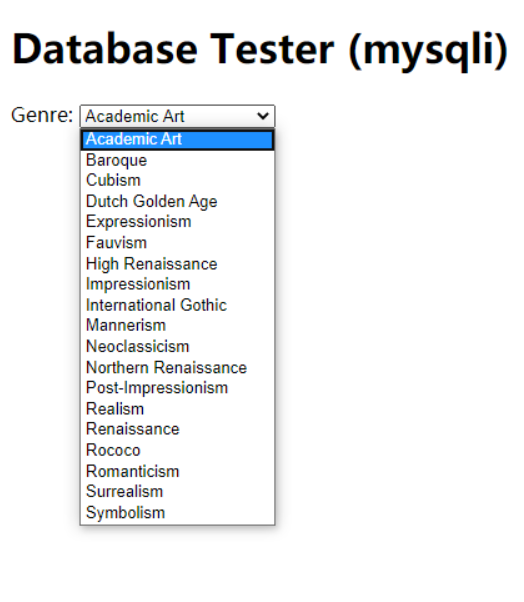 Database Tester (mysqli)
Genre: Academic Art
Academic Art
Baroque
Cubism
Dutch Golden Age
Expressionism
Fauvism
High Renaissance
Impressionism
International Gothic
Mannerism
Neoclassicism
Northern Renaissance
Post-Impressionism
Realism
Renaissance
Rococo
Romanticism
Surrealism
Symbolism